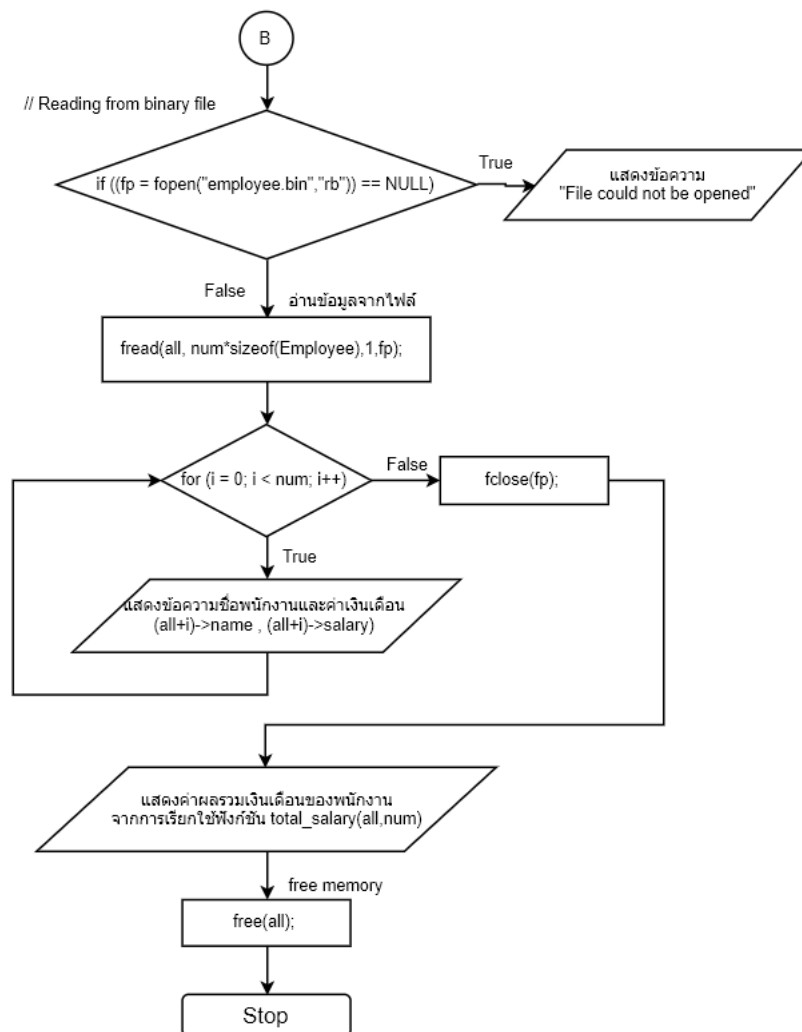 B
// Reading from binary file
if ((fp = fopen("employee.bin","rb")) == NULL)
True
แสดงข้อความ
"File could not be opened"
False
อ่านข้อมูลจากไฟล์
fread(all, num*sizeof(Employee),1,fp);
for (i = 0; i < num; i++)
False
fclose(fp);
True
แสดงข้อความชื่อพนักงานและค่าเงินเดือน
(all+i)->name , (all+i)->salary)
แสดงค่าผลรวมเงินเดือนของพนักงาน
จากการเรียกใช้ฟังก์ชัน total_salary(all,num)
free memory
free(all);
Stop